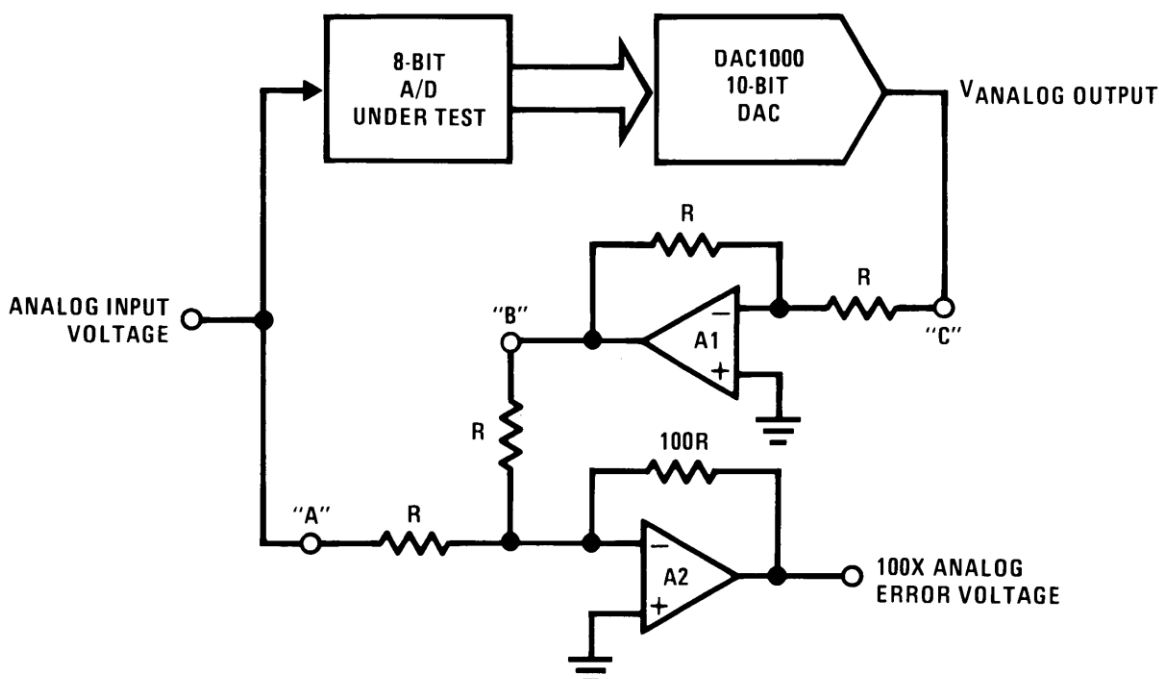 8-BIT
A/D
UNDER TEST
DAC1000
10-BIT
DAC
VANALOG OUTPUT
R
R
ANALOG INPUT
VOLTAGE
"B"
−
A1
+
"C"
R
100R
"A"
R
−
A2
+
100X ANALOG
ERROR VOLTAGE